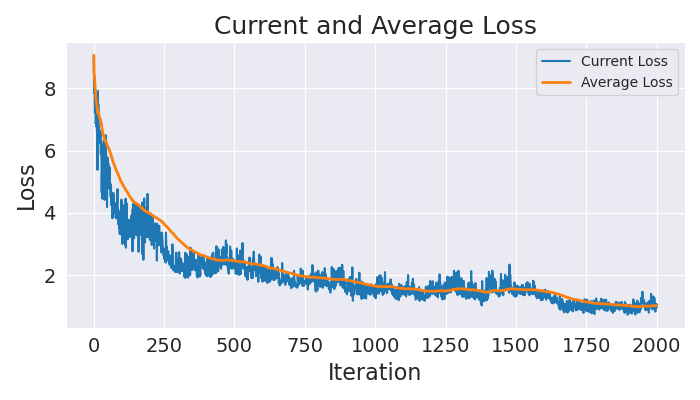 Current and Average Loss
Current Loss
Average Loss
8
6
4
2
Loss
0 250 500 750 1000 1250 1500 1750 2000
Iteration